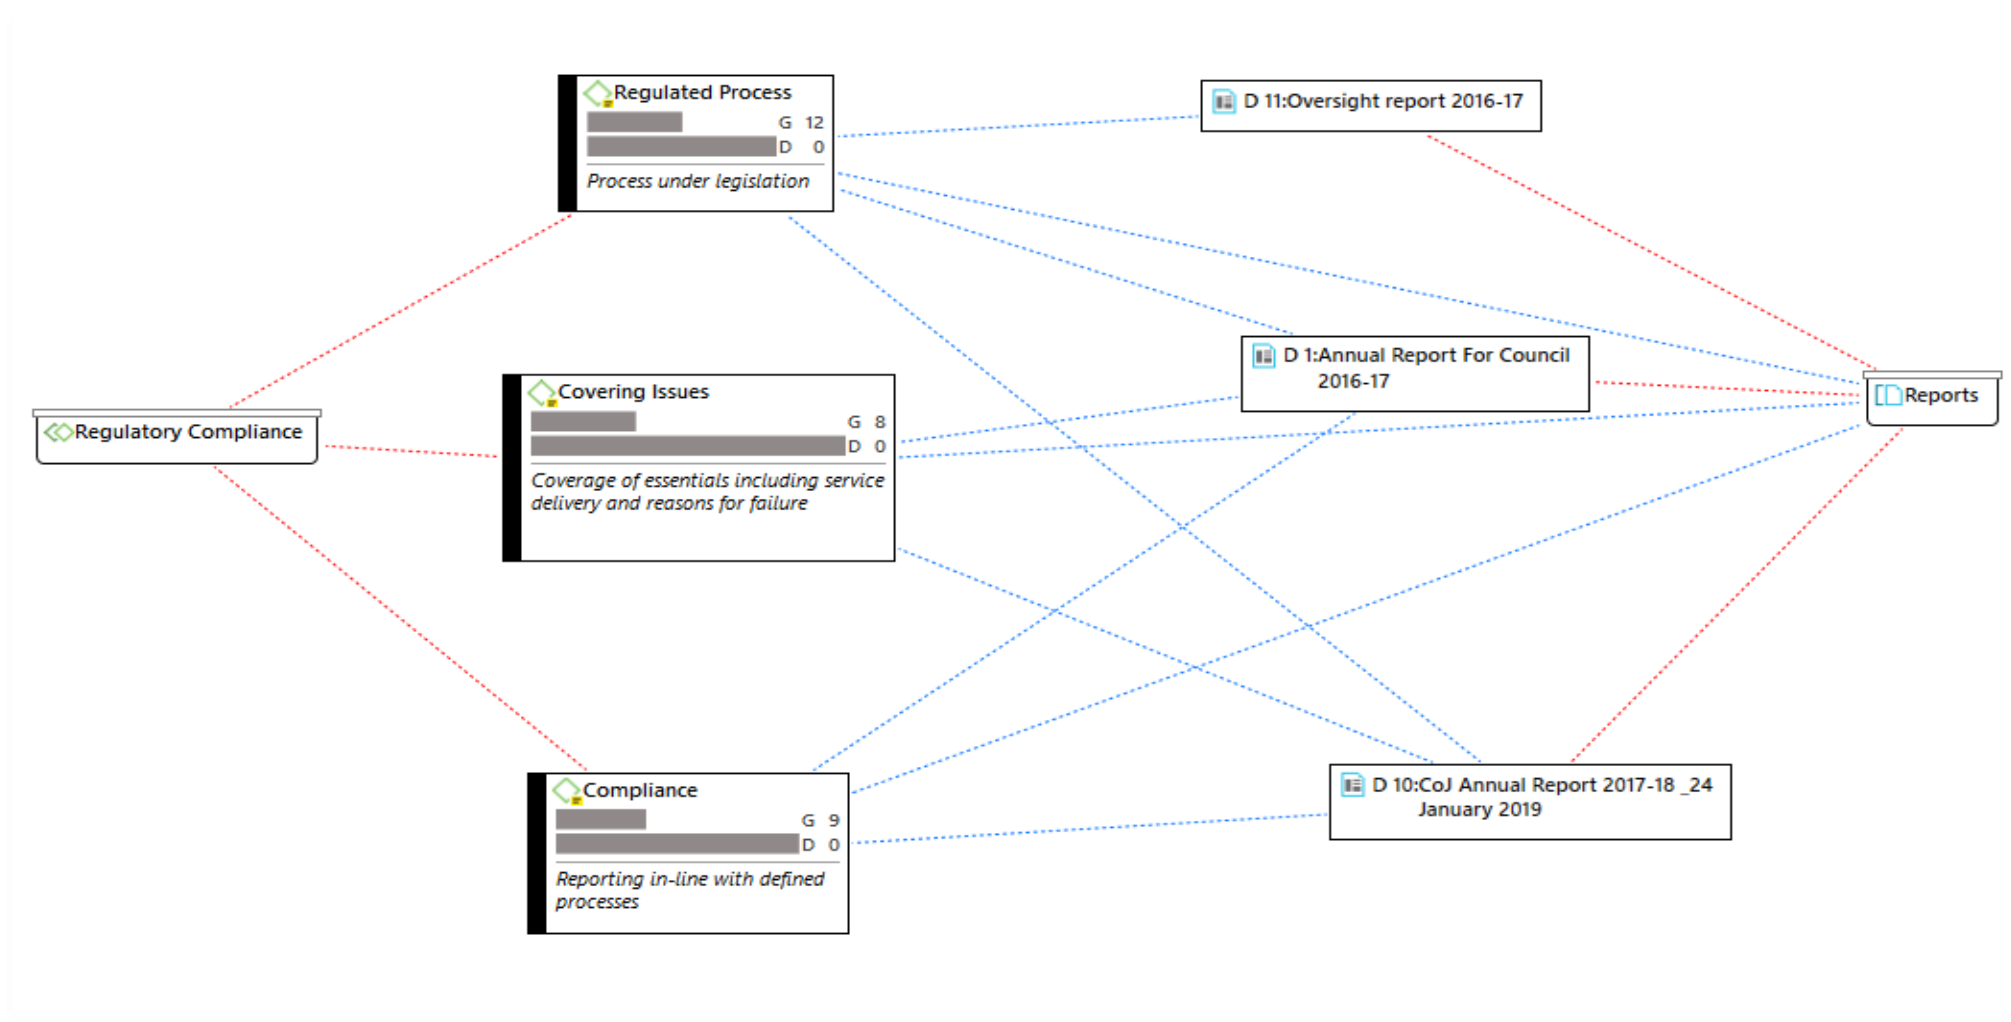 Regulated Process
G 12
D 0
Process under legislation
D 11:Oversight report 2016-17
D 1:Annual Report For Council
2016-17
Reports
Covering Issues
G 8
D 0
Coverage of essentials including service
delivery and reasons for failure
Regulatory Compliance
Compliance
G 9
D 0
Reporting in-line with defined
processes
D 10:CoJ Annual Report 2017-18 _24
January 2019